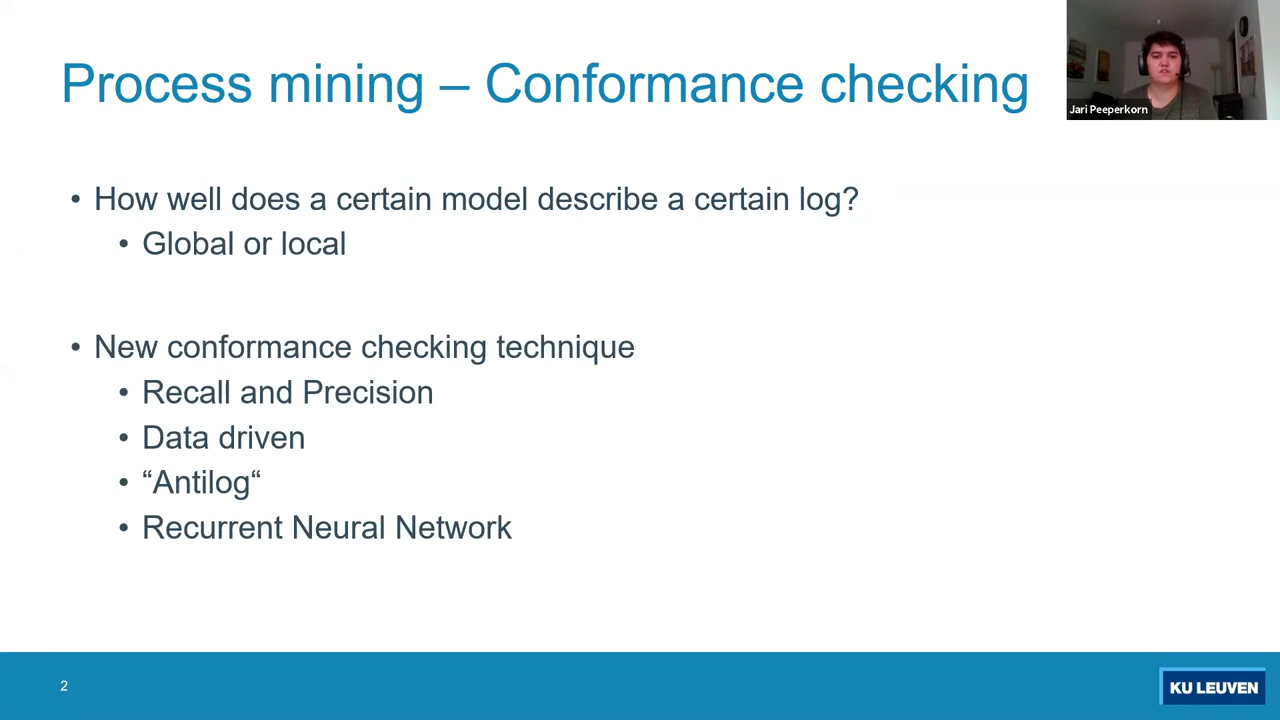 Process mining – Conformance checking
Jari Peeperkorn
• How well does a certain model describe a certain log?
• Global or local
• New conformance checking technique
• Recall and Precision
• Data driven
• “Antilog“
• Recurrent Neural Network
2
KU LEUVEN